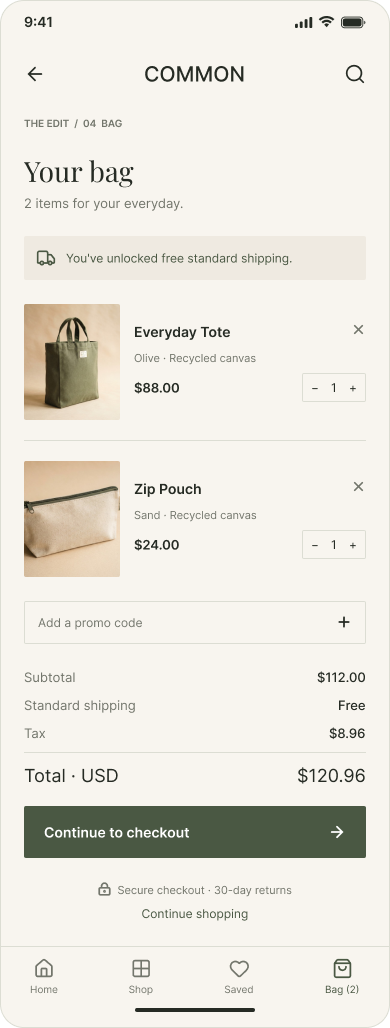 9:41
COMMON
THE EDIT / 04 BAG
Your bag
2 items for your everyday.
You've unlocked free standard shipping.
Everyday Tote
Olive · Recycled canvas
$88.00
− 1 +
Zip Pouch
Sand · Recycled canvas
$24.00
− 1 +
Add a promo code
Subtotal $112.00
Standard shipping Free
Tax $8.96
Total · USD $120.96
Continue to checkout
Secure checkout · 30-day returns
Continue shopping
Home Shop Saved Bag (2)